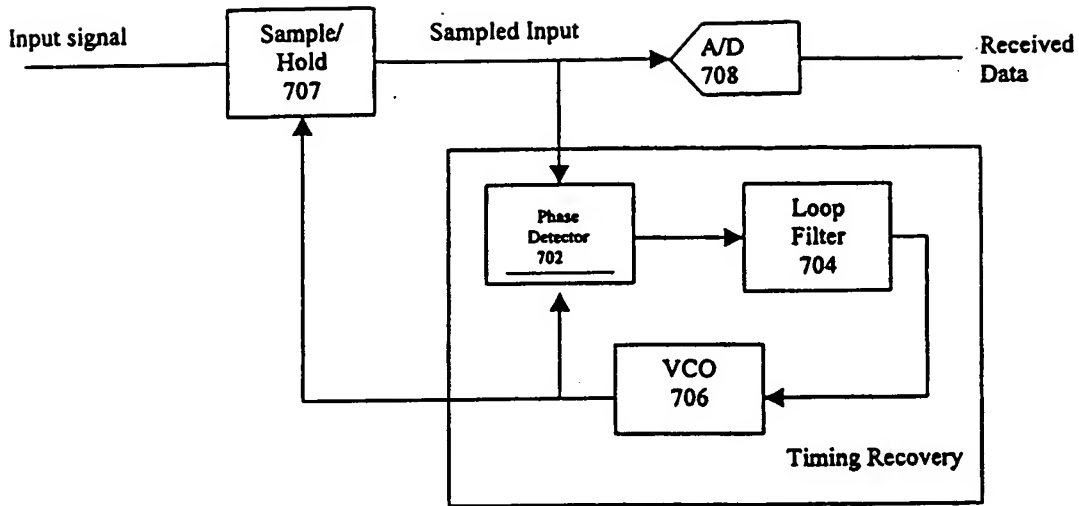 Input signal
Sample/
Hold
707
Sampled Input
A/D
708
Received
Data
Phase
Detector
702
Loop
Filter
704
VCO
706
Timing Recovery